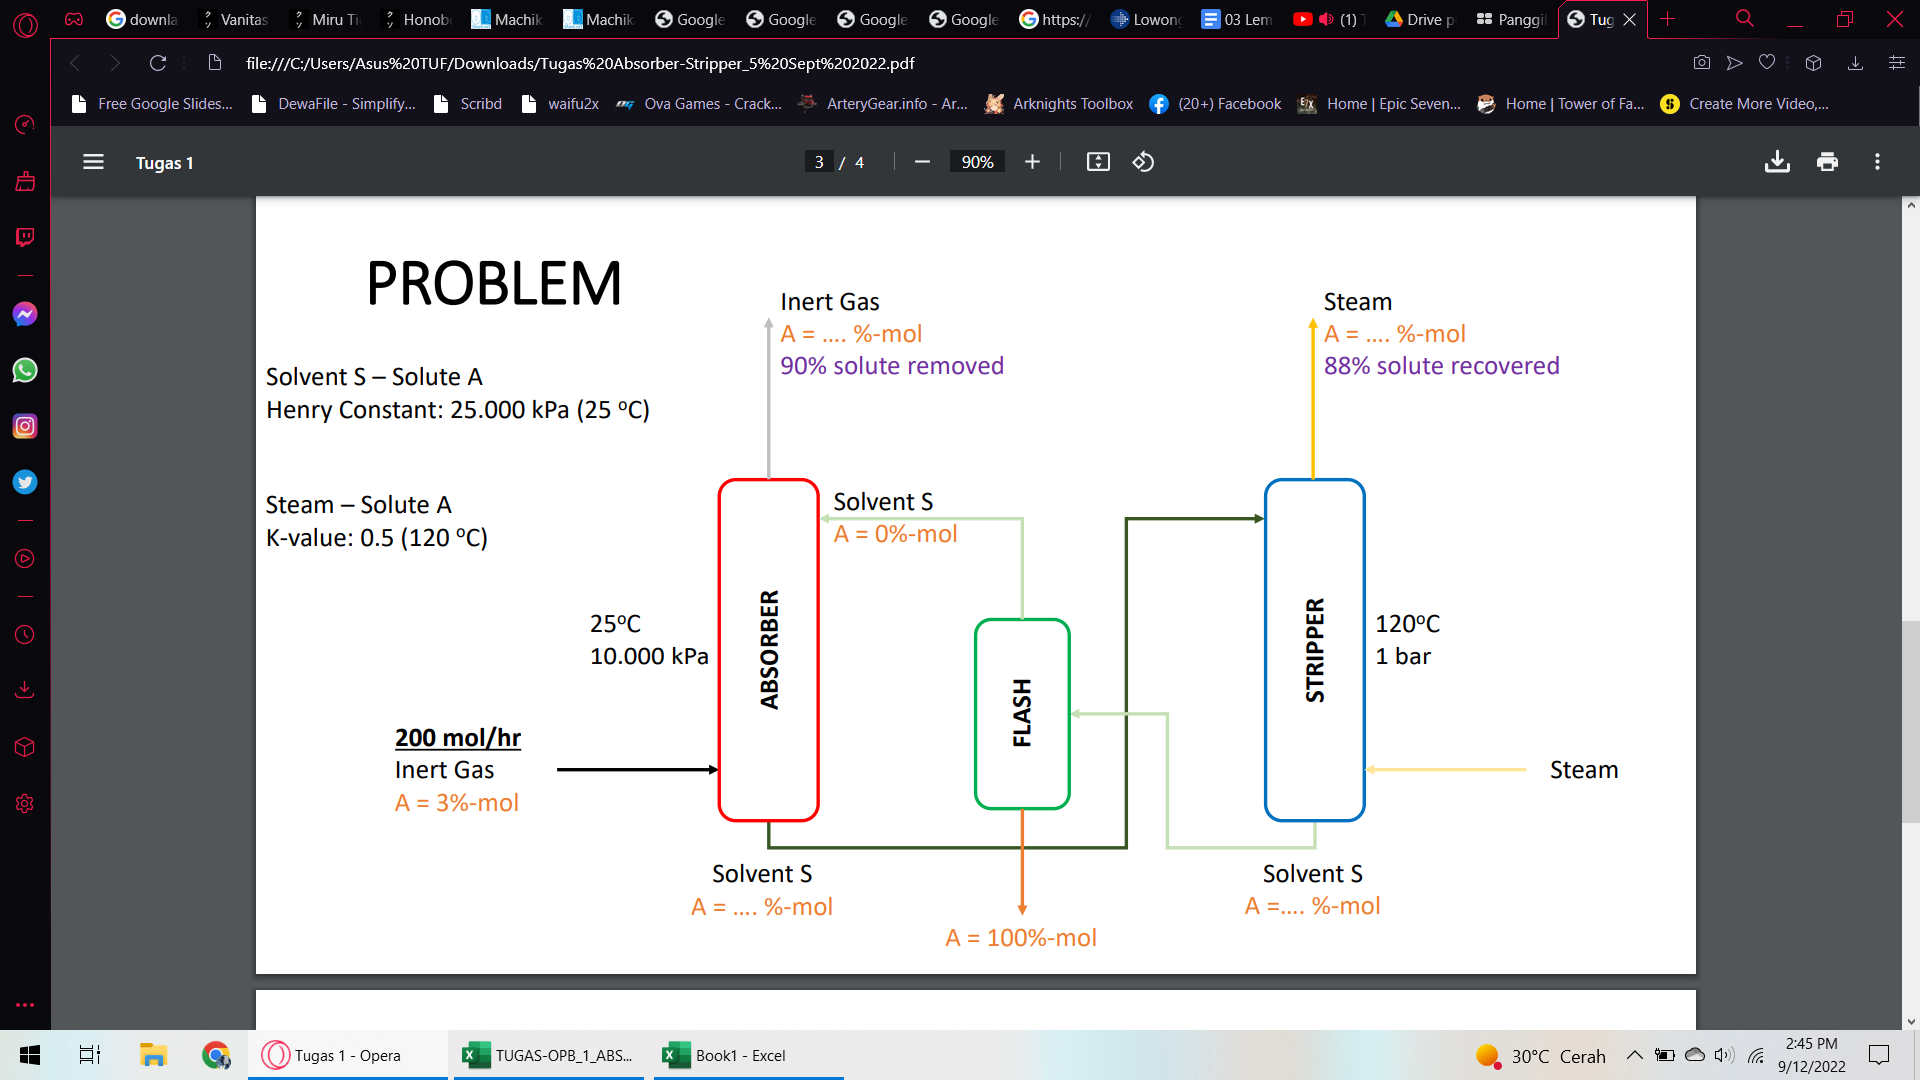 downla
Vanitas
Miru Ti
Honob
Machik
Machik
Google
Google
Google
Google
https://
Lowong
03 Lem
(1) T
Drive p
Panggil
Tug
file:///C:/Users/Asus%20TUF/Downloads/Tugas%20Absorber-Stripper_5%20Sept%202022.pdf
Free Google Slides...
DewaFile - Simplify...
Scribd
waifu2x
Ova Games - Crack...
ArteryGear.info - Ar...
Arknights Toolbox
(20+) Facebook
Home | Epic Seven...
Home | Tower of Fa...
Create More Video,...
Tugas 1
3 / 4
90%
PROBLEM
Solvent S – Solute A
Henry Constant: 25.000 kPa (25 ºC)
Steam – Solute A
K-value: 0.5 (120 ºC)
Inert Gas
A = .... %-mol
90% solute removed
Steam
A = .... %-mol
88% solute recovered
Solvent S
A = 0%-mol
25ºC
10.000 kPa
ABSORBER
FLASH
STRIPPER
120ºC
1 bar
200 mol/hr
Inert Gas
A = 3%-mol
Steam
Solvent S
A = .... %-mol
A = 100%-mol
Solvent S
A =.... %-mol
Tugas 1 - Opera
TUGAS-OPB_1_ABS...
Book1 - Excel
30°C Cerah
2:45 PM
9/12/2022